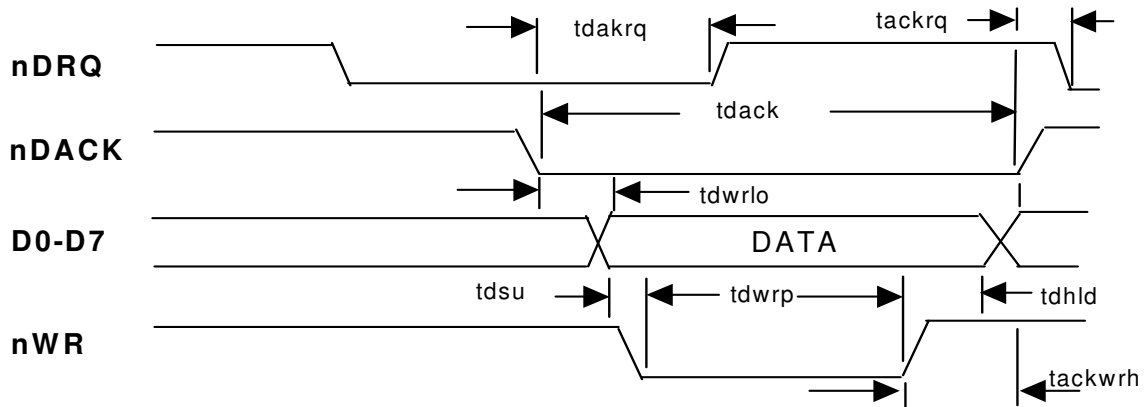 tdakrq
tackrq
nDRQ
tdack
nDACK
tdwrlo
D0-D7
DATA
tdsu
tdwrp
tdhld
nWR
tackwrh